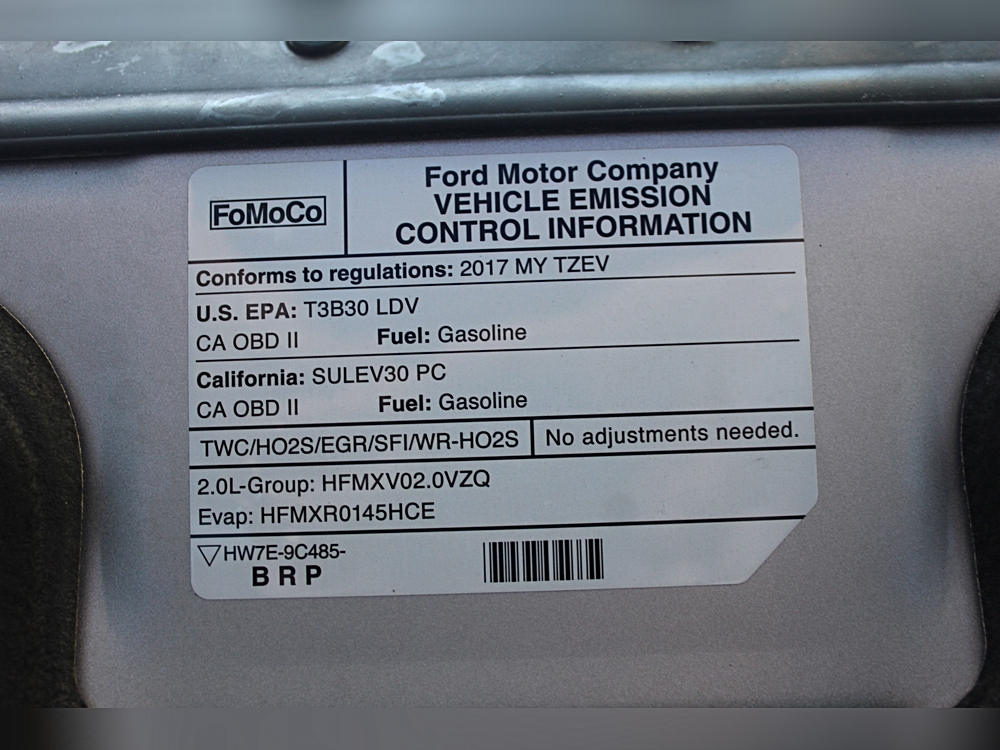 FoMoCo
Ford Motor Company
VEHICLE EMISSION
CONTROL INFORMATION
Conforms to regulations: 2017 MY TZEV
U.S. EPA: T3B30 LDV
CA OBD II Fuel: Gasoline
California: SULEV30 PC
CA OBD II Fuel: Gasoline
TWC/HO2S/EGR/SFI/WR-HO2S No adjustments needed.
2.0L-Group: HFMXV02.0VZQ
Evap: HFMXR0145HCE
▽HW7E-9C485-
B R P